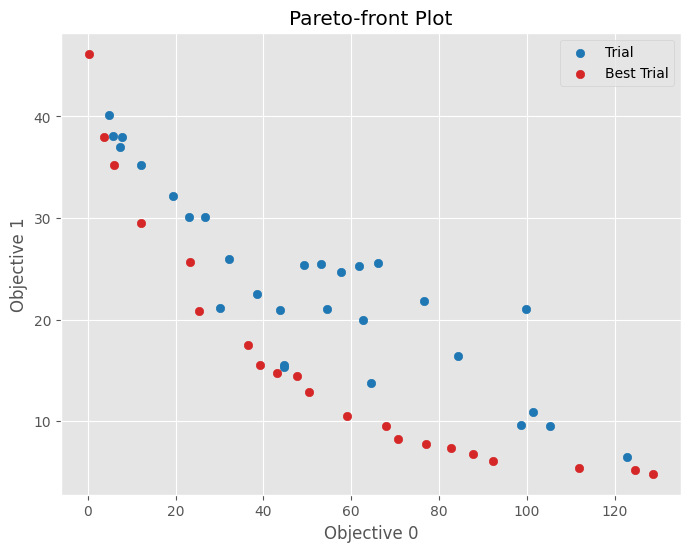 Pareto-front Plot
Trial
Best Trial
Objective 1
40
30
20
10
0 20 40 60 80 100 120
Objective 0